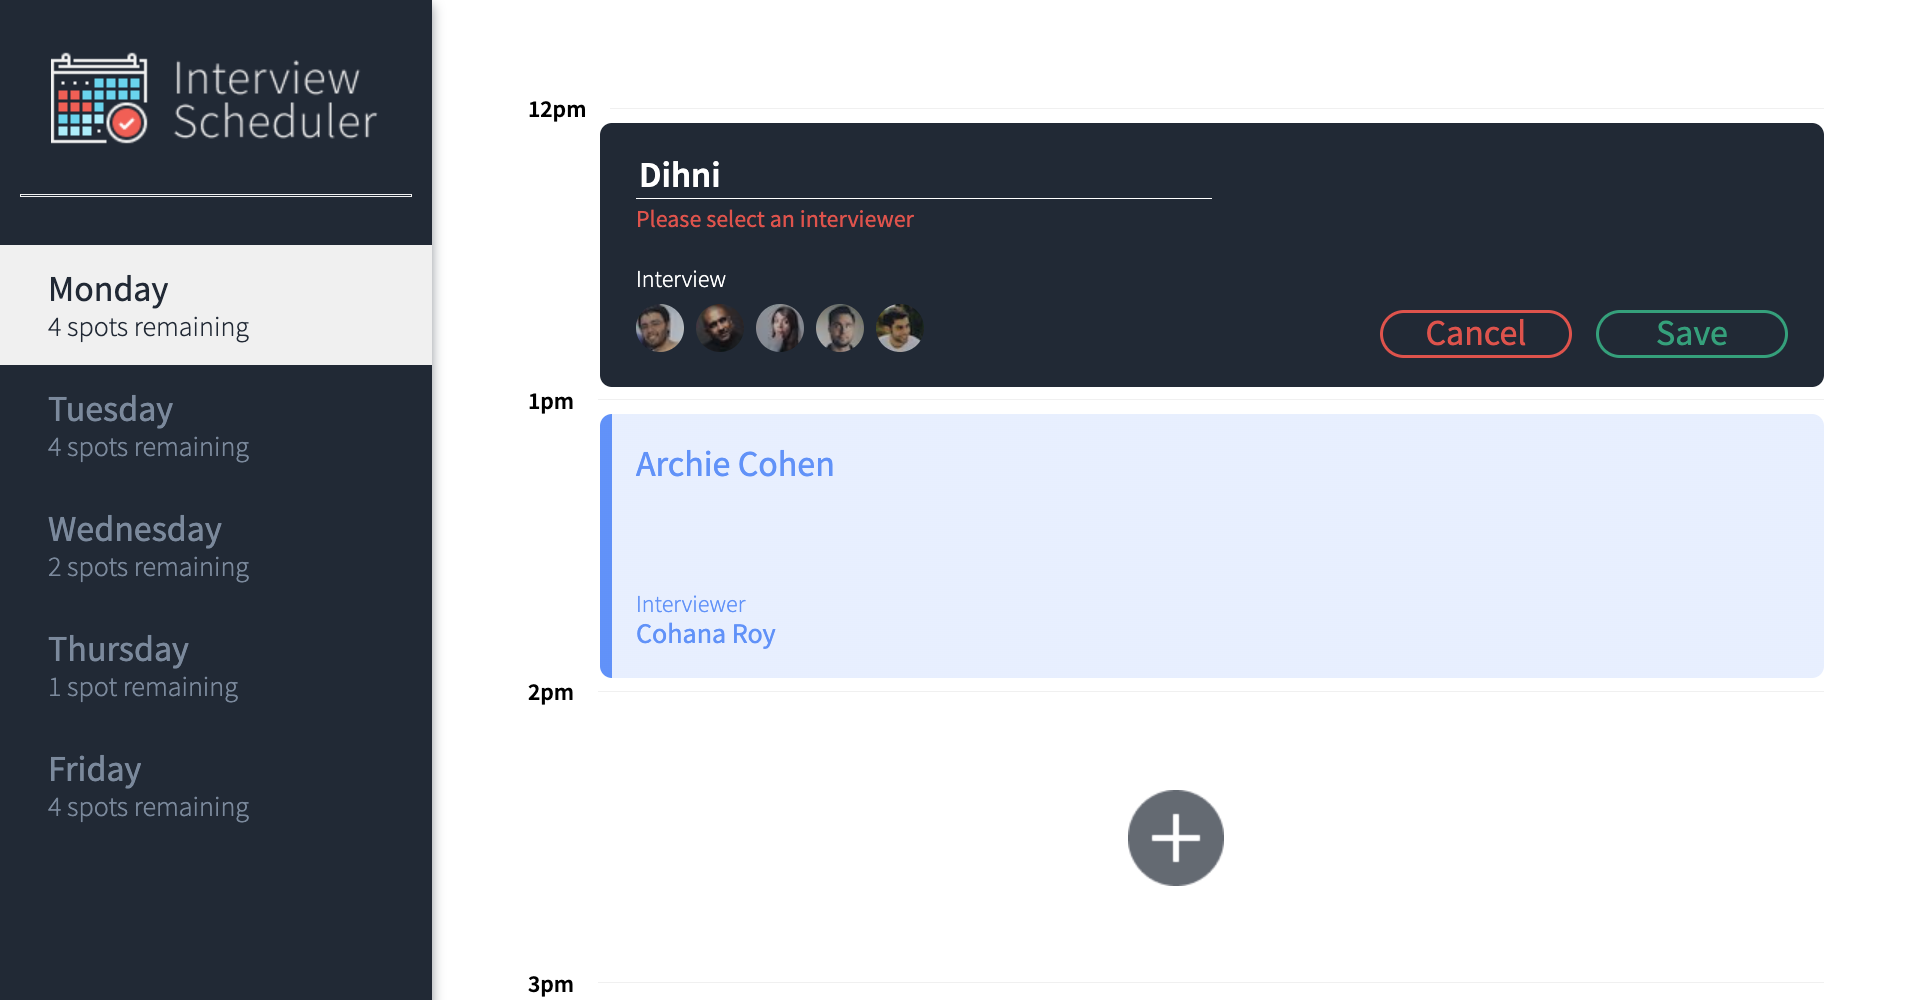 Interview
Scheduler
Monday
4 spots remaining
Tuesday
4 spots remaining
Wednesday
2 spots remaining
Thursday
1 spot remaining
Friday
4 spots remaining
12pm
Dihni
Please select an interviewer
Interview
Cancel
Save
1pm
Archie Cohen
Interviewer
Cohana Roy
2pm
3pm